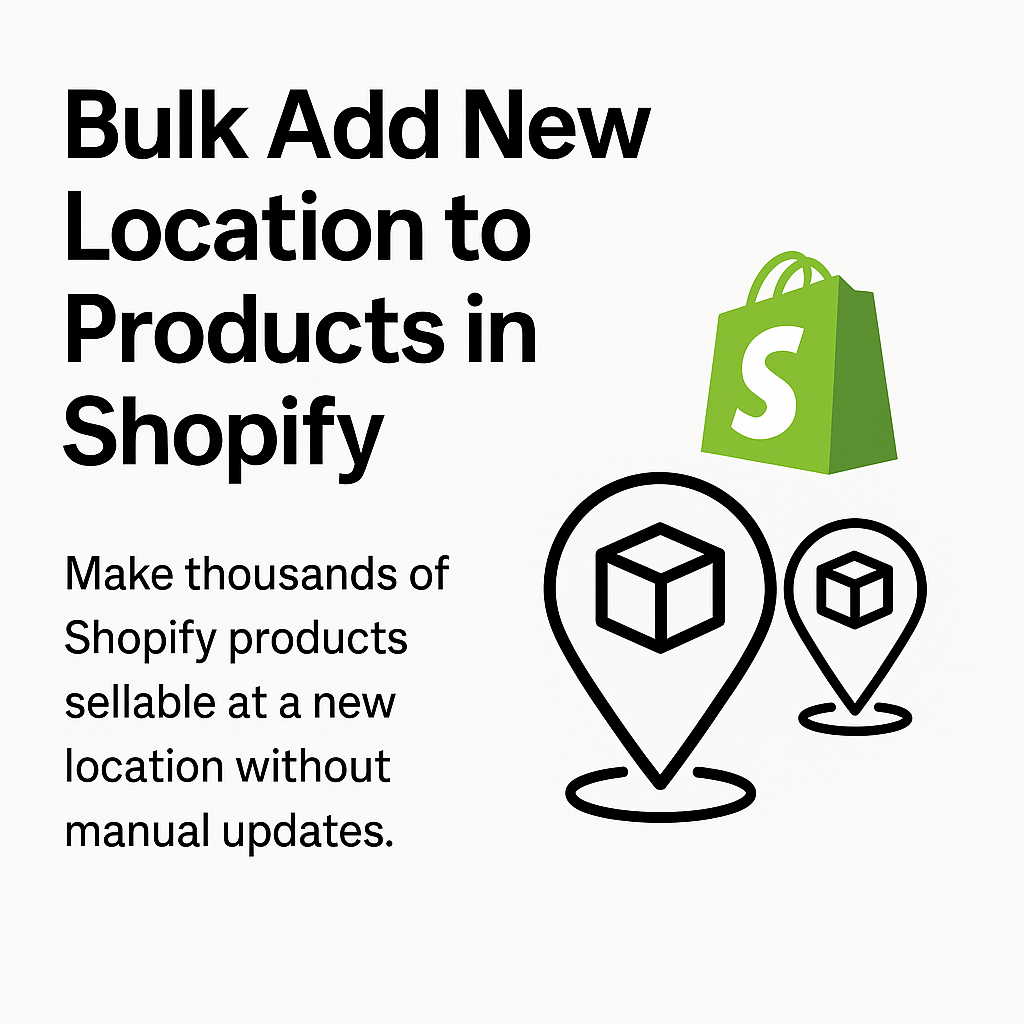 Bulk Add New
Location to
Products in
Shopify
Make thousands of
Shopify products
sellable at a new
location without
manual updates.
S